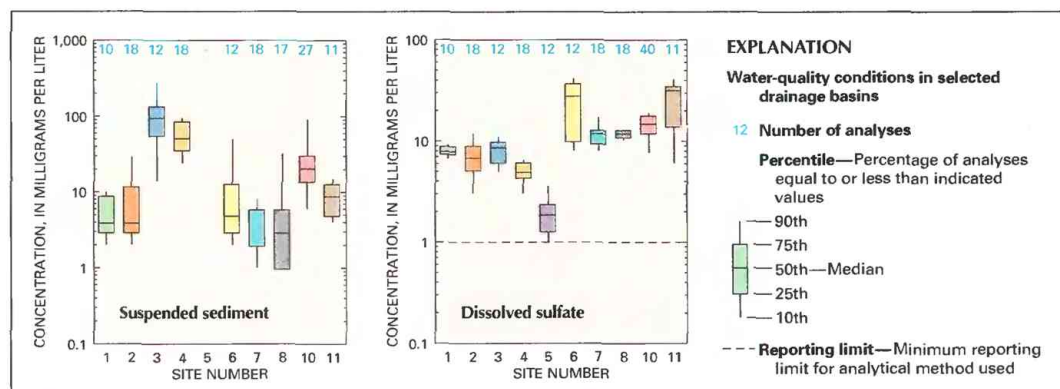 CONCENTRATION, IN MILLIGRAMS PER LITER
1,000
100
10
1
0.1
10 18 12 18 12 18 17 27 11
Suspended sediment
1 2 3 4 5 6 7 8 10 11
SITE NUMBER
CONCENTRATION, IN MILLIGRAMS PER LITER
100
10
1
0.1
10 18 12 18 12 12 18 18 40 11
Dissolved sulfate
1 2 3 4 5 6 7 8 10 11
SITE NUMBER
EXPLANATION
Water-quality conditions in selected
drainage basins
12 Number of analyses
Percentile—Percentage of analyses
equal to or less than indicated
values
90th
75th
50th—Median
25th
10th
Reporting limit—Minimum reporting
limit for analytical method used